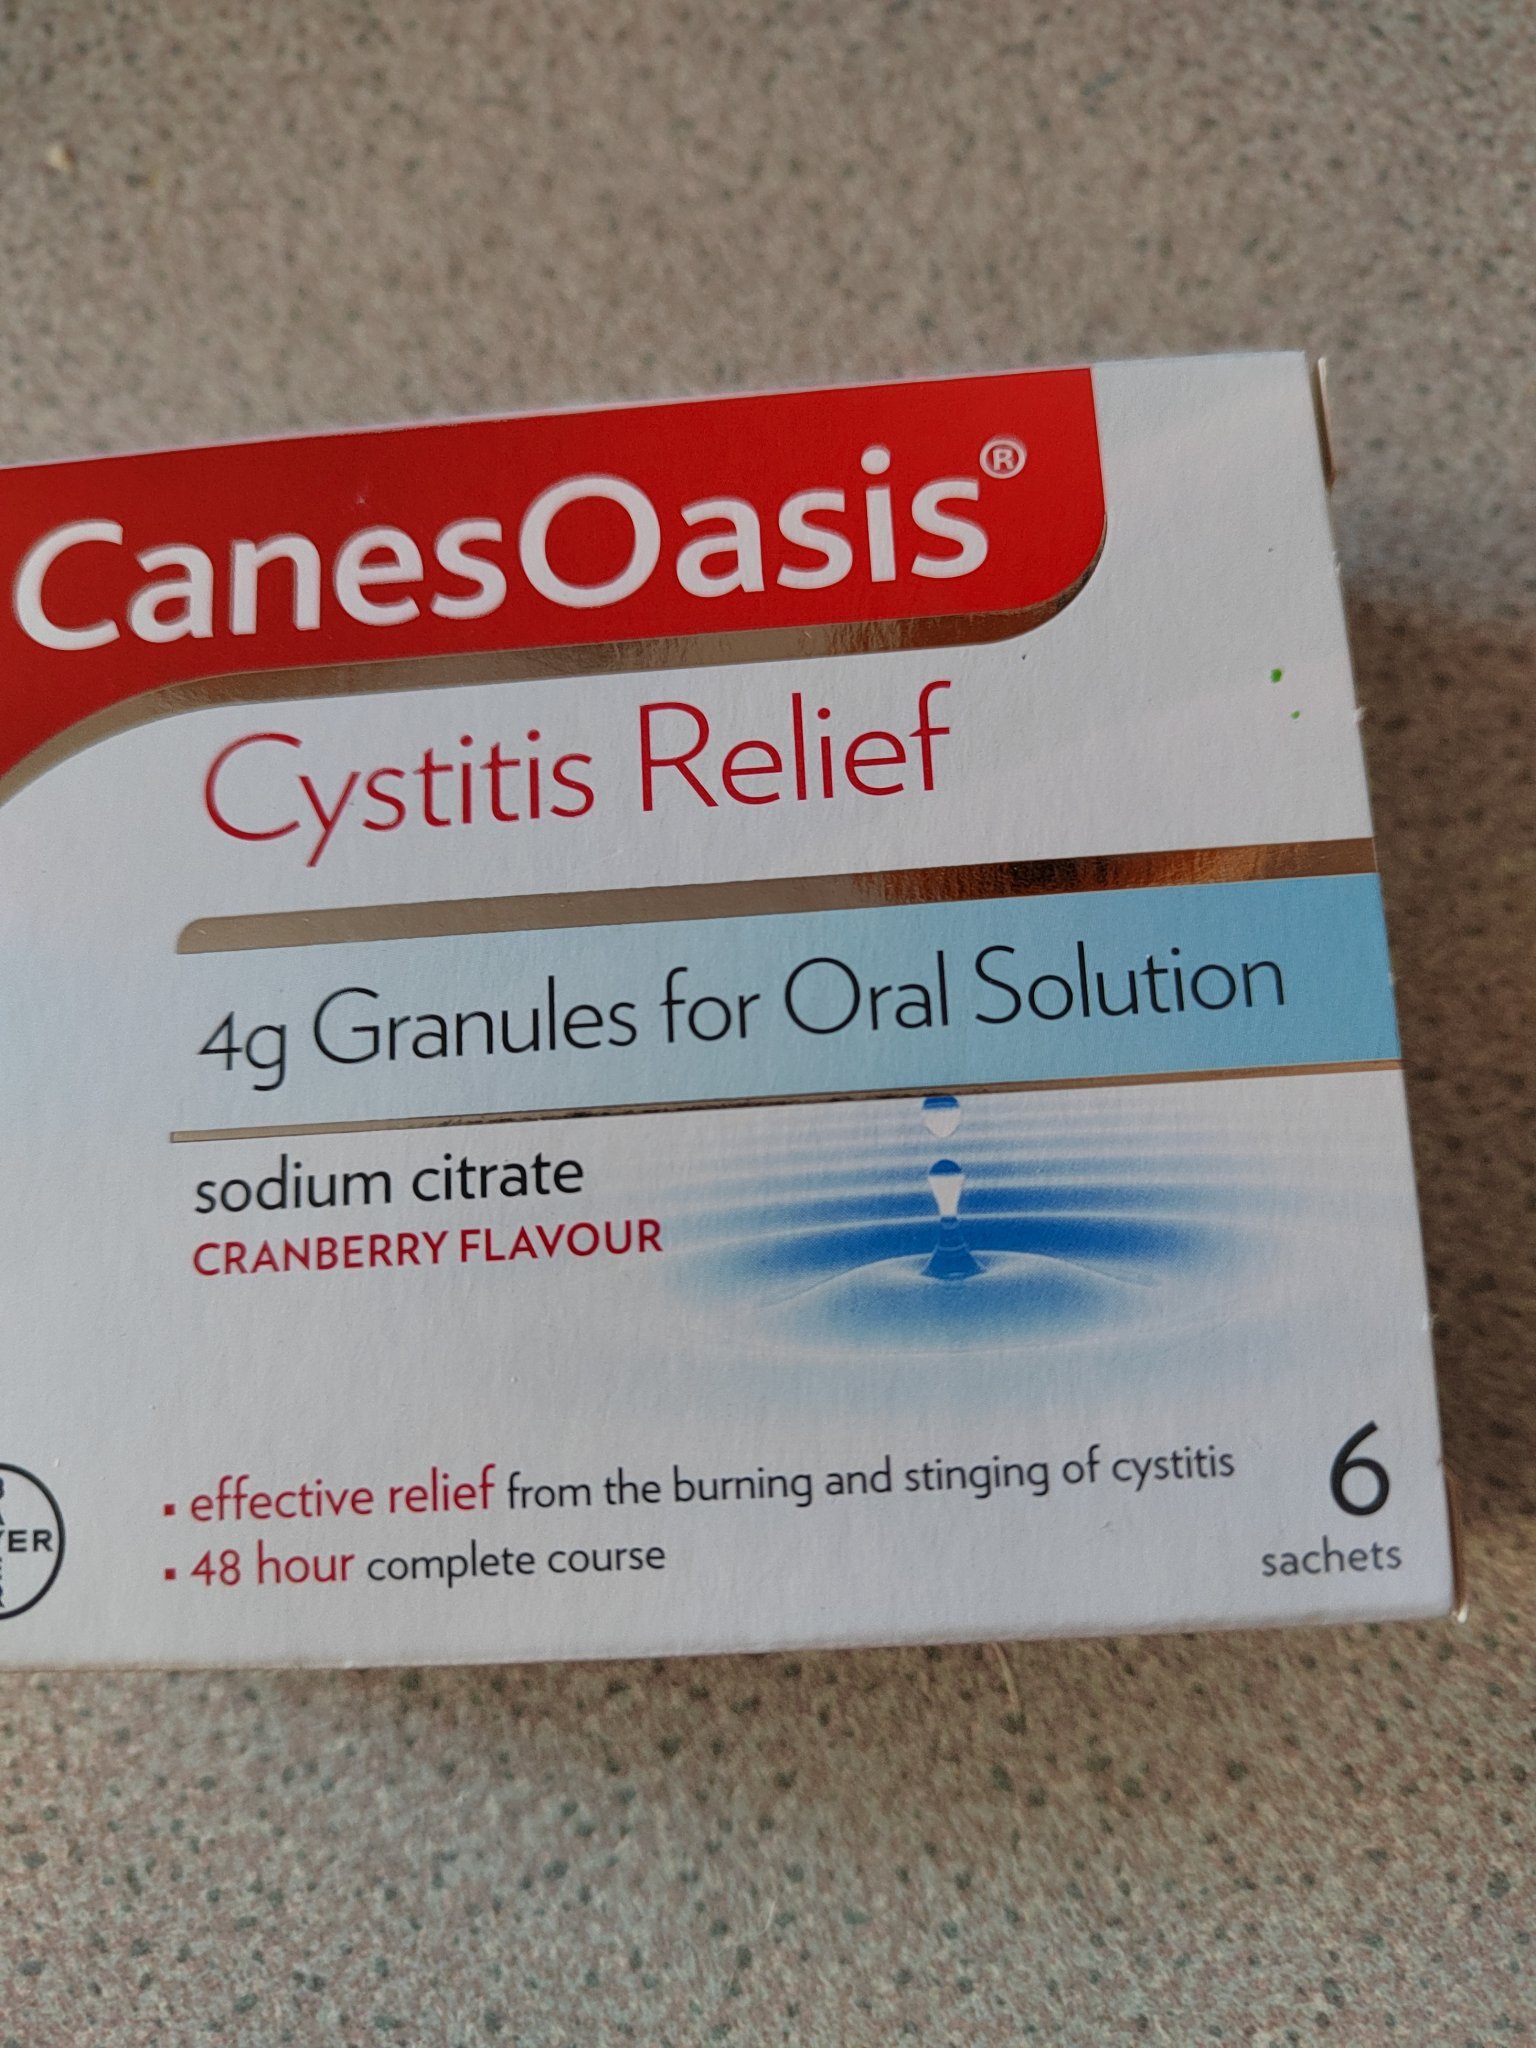 CanesOasis®
Cystitis Relief
4g Granules for Oral Solution
sodium citrate
CRANBERRY FLAVOUR
▪ effective relief from the burning and stinging of cystitis
▪ 48 hour complete course
6
sachets